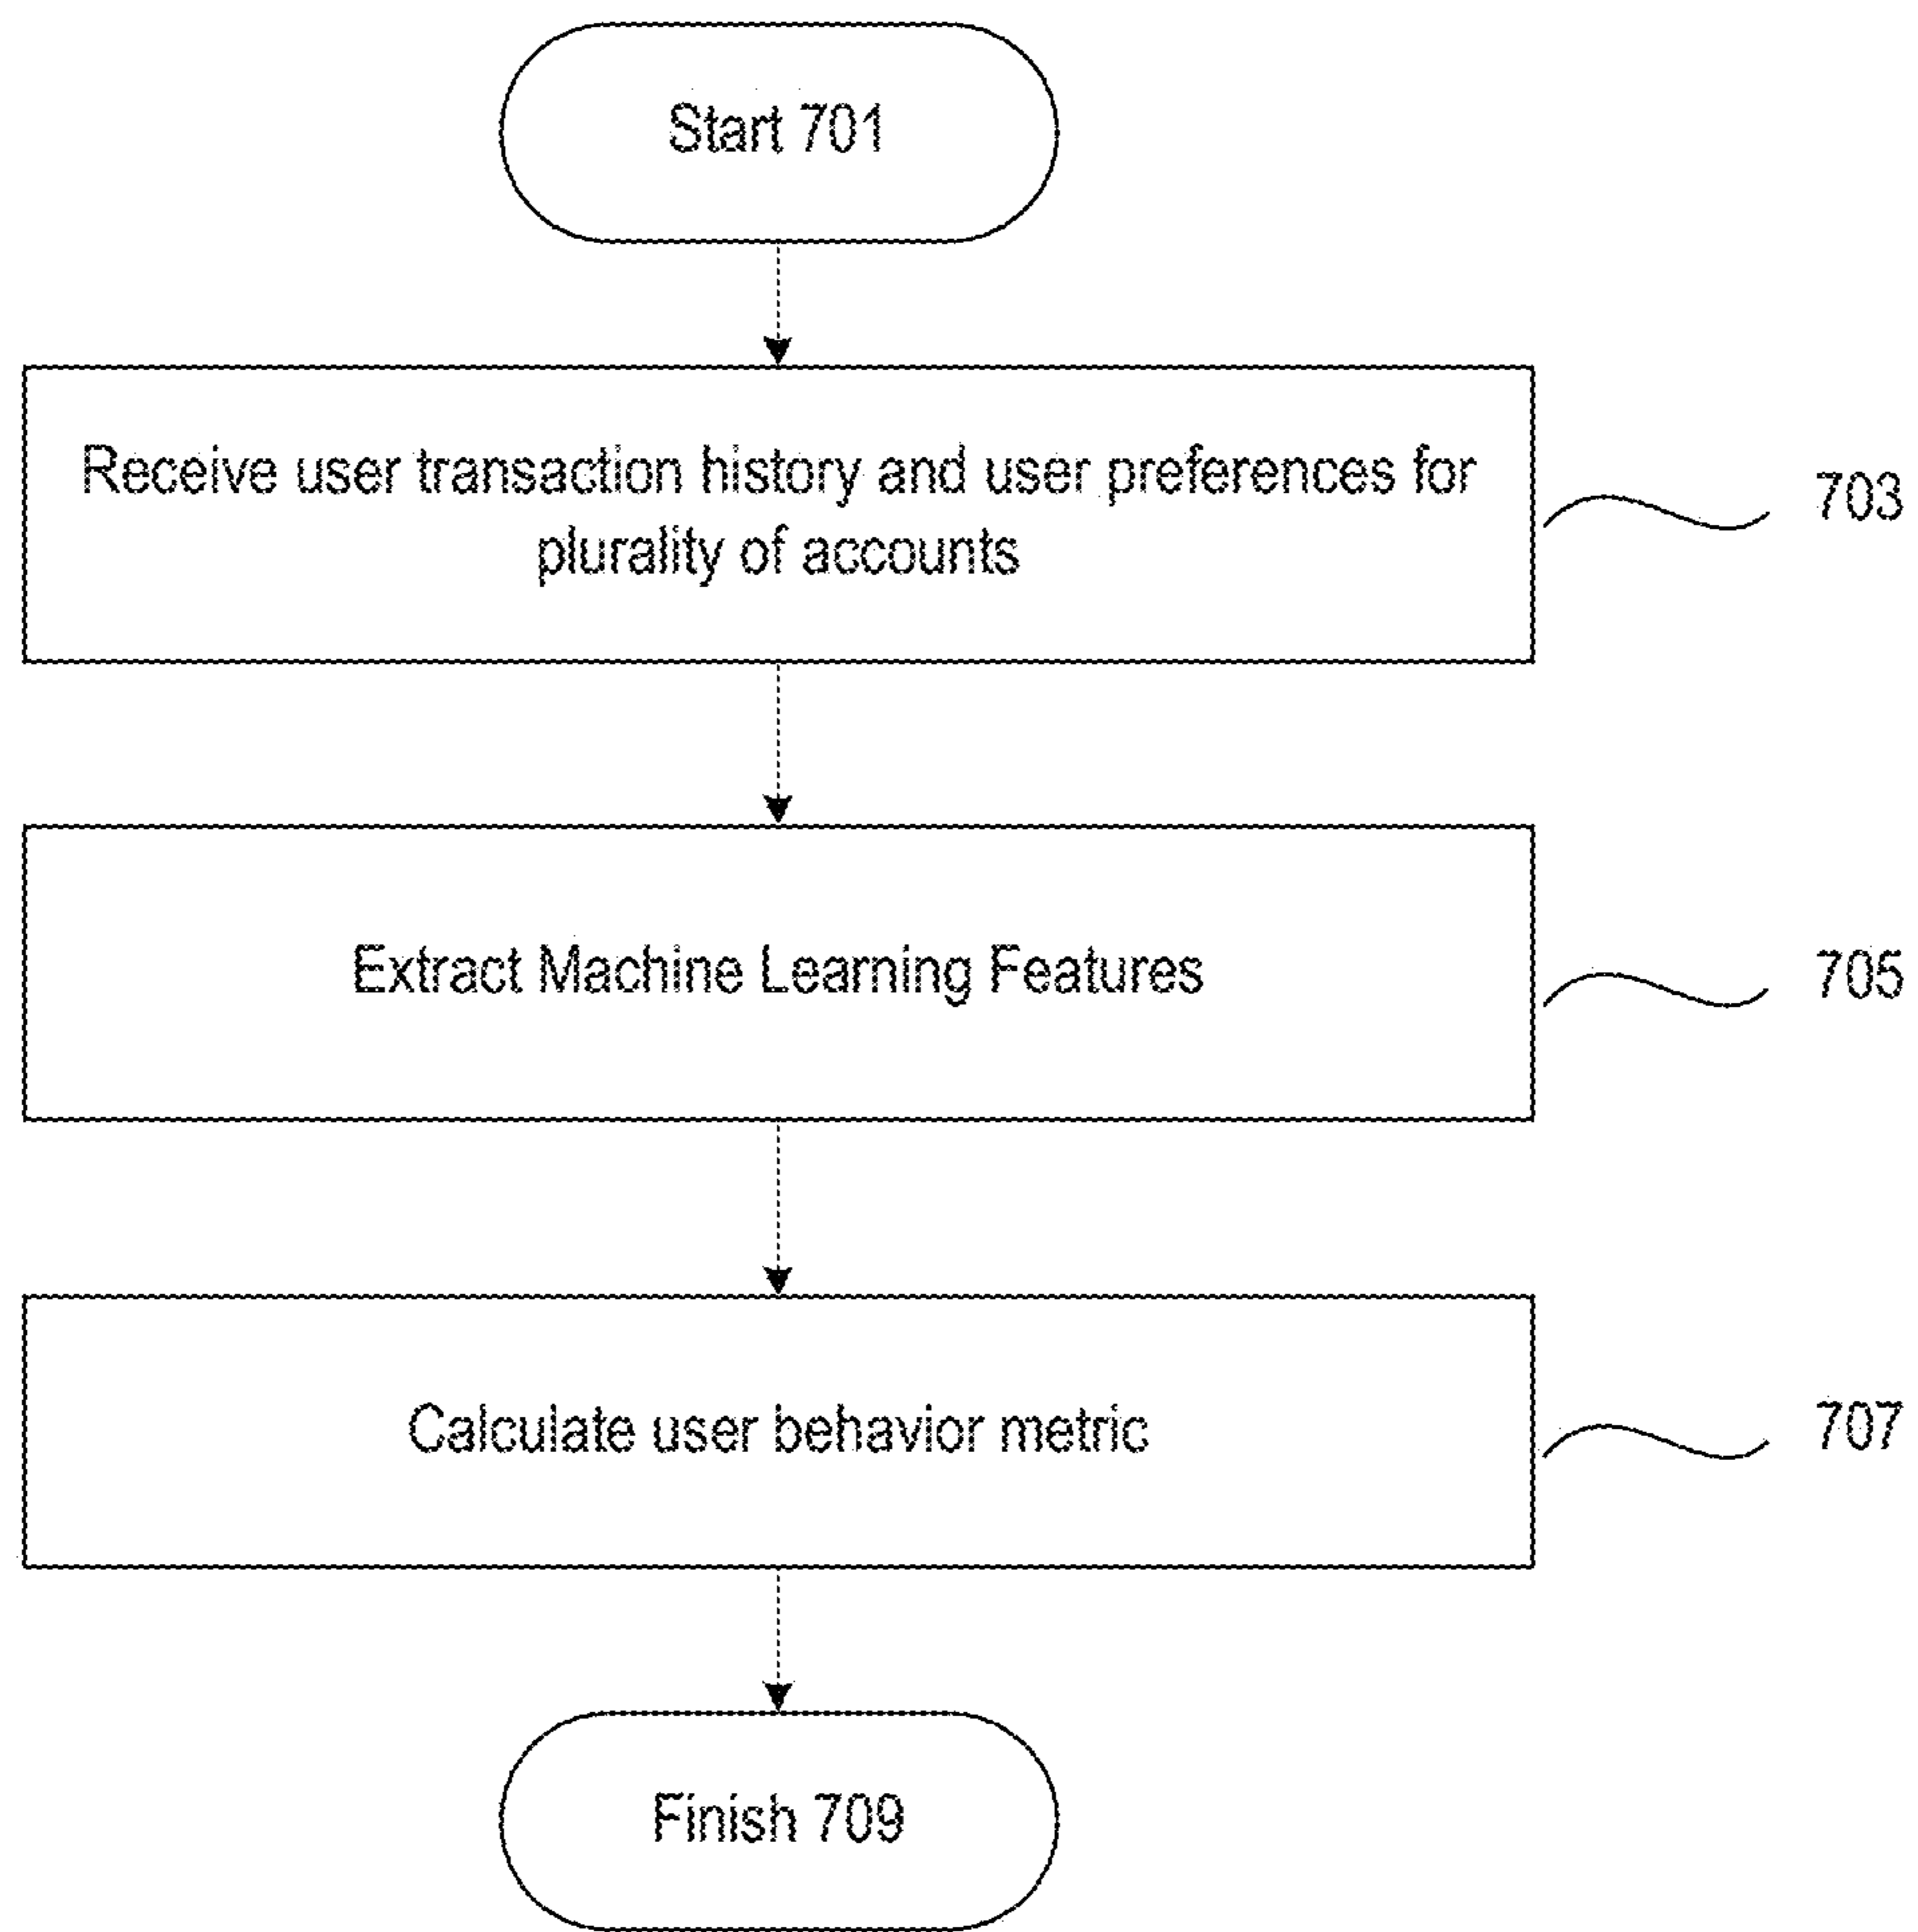 Start 701
Receive user transaction history and user preferences for
plurality of accounts
703
Extract Machine Learning Features
705
Calculate user behavior metric
707
Finish 709